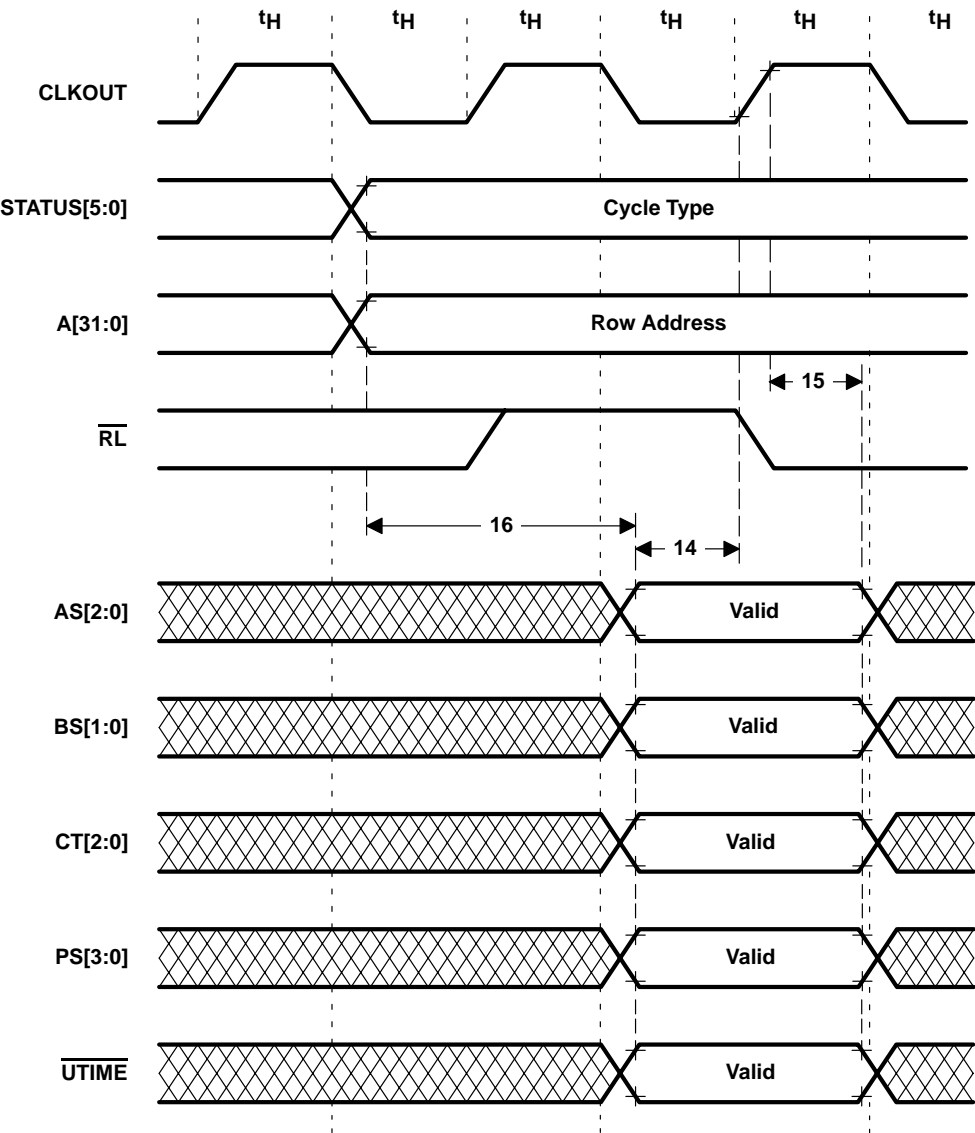 tH tH tH tH tH tH
CLKOUT
STATUS[5:0] Cycle Type
A[31:0] Row Address
15
RL
16
14
AS[2:0] Valid
BS[1:0] Valid
CT[2:0] Valid
PS[3:0] Valid
UTIME Valid